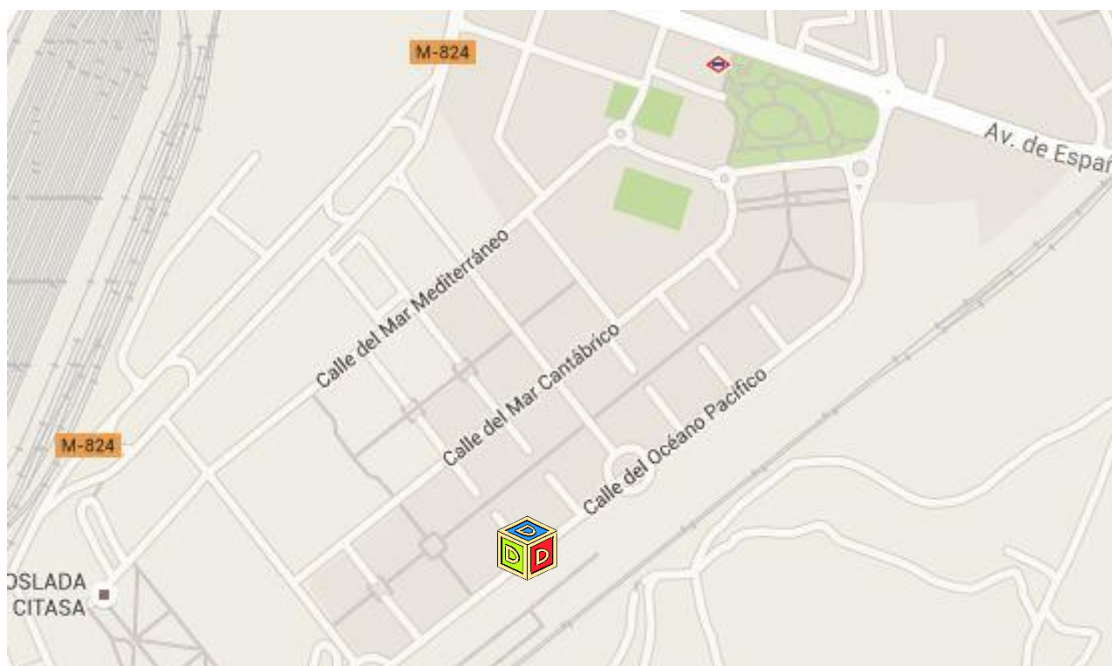 M-824
Av. de Españ
Calle del Mar Mediterráneo
Calle del Mar Cantábrico
Calle del Océano Pacífico
M-824
OSLADA
CITASA
D
D
D